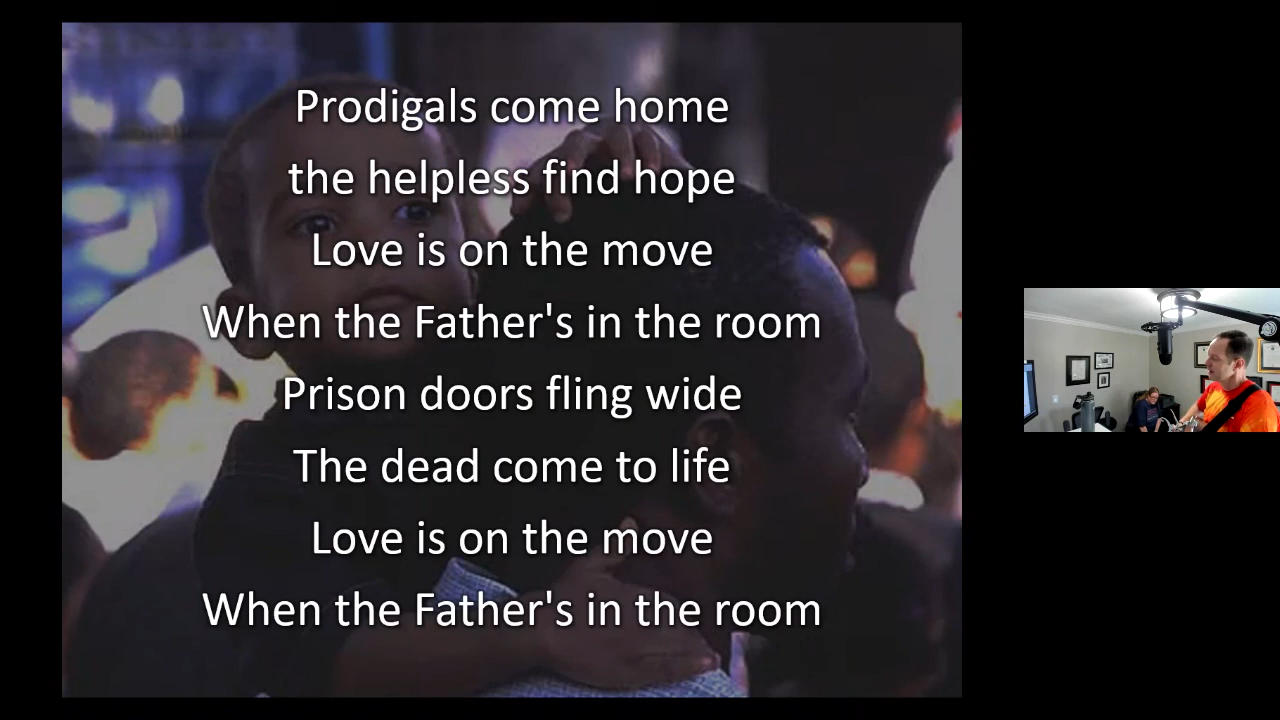 Prodigals come home
the helpless find hope
Love is on the move
When the Father's in the room
Prison doors fling wide
The dead come to life
Love is on the move
When the Father's in the room